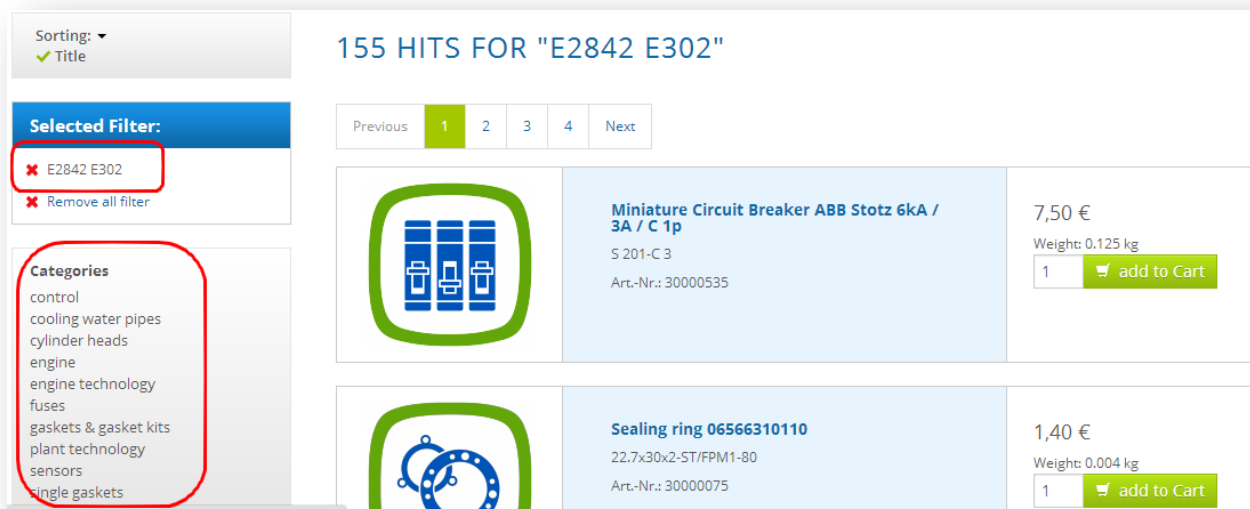 Sorting:
Title
Selected Filter:
E2842 E302
Remove all filter
Categories
control
cooling water pipes
cylinder heads
engine
engine technology
fuses
gaskets & gasket kits
plant technology
sensors
single gaskets
155 HITS FOR "E2842 E302"
Previous 1 2 3 4 Next
Miniature Circuit Breaker ABB Stotz 6kA /
3A / C 1p
S 201-C 3
Art.-Nr.: 30000535
7,50 €
Weight: 0.125 kg
1 add to Cart
Sealing ring 06566310110
22.7x30x2-ST/FPM1-80
Art.-Nr.: 30000075
1,40 €
Weight: 0.004 kg
1 add to Cart